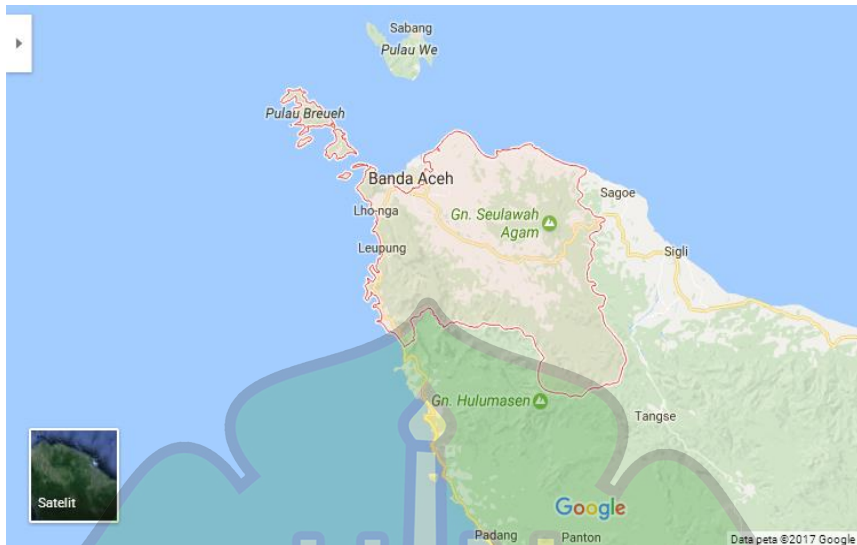 Sabang
Pulau We
Pulau Breueh
Banda Aceh
Sagoe
Lho-nga
Gn. Seulawah
Agam
Leupung
Sigli
Gn. Hulumasen
Tangse
Satelit
Google
Padang
Panton
Data peta ©2017 Google